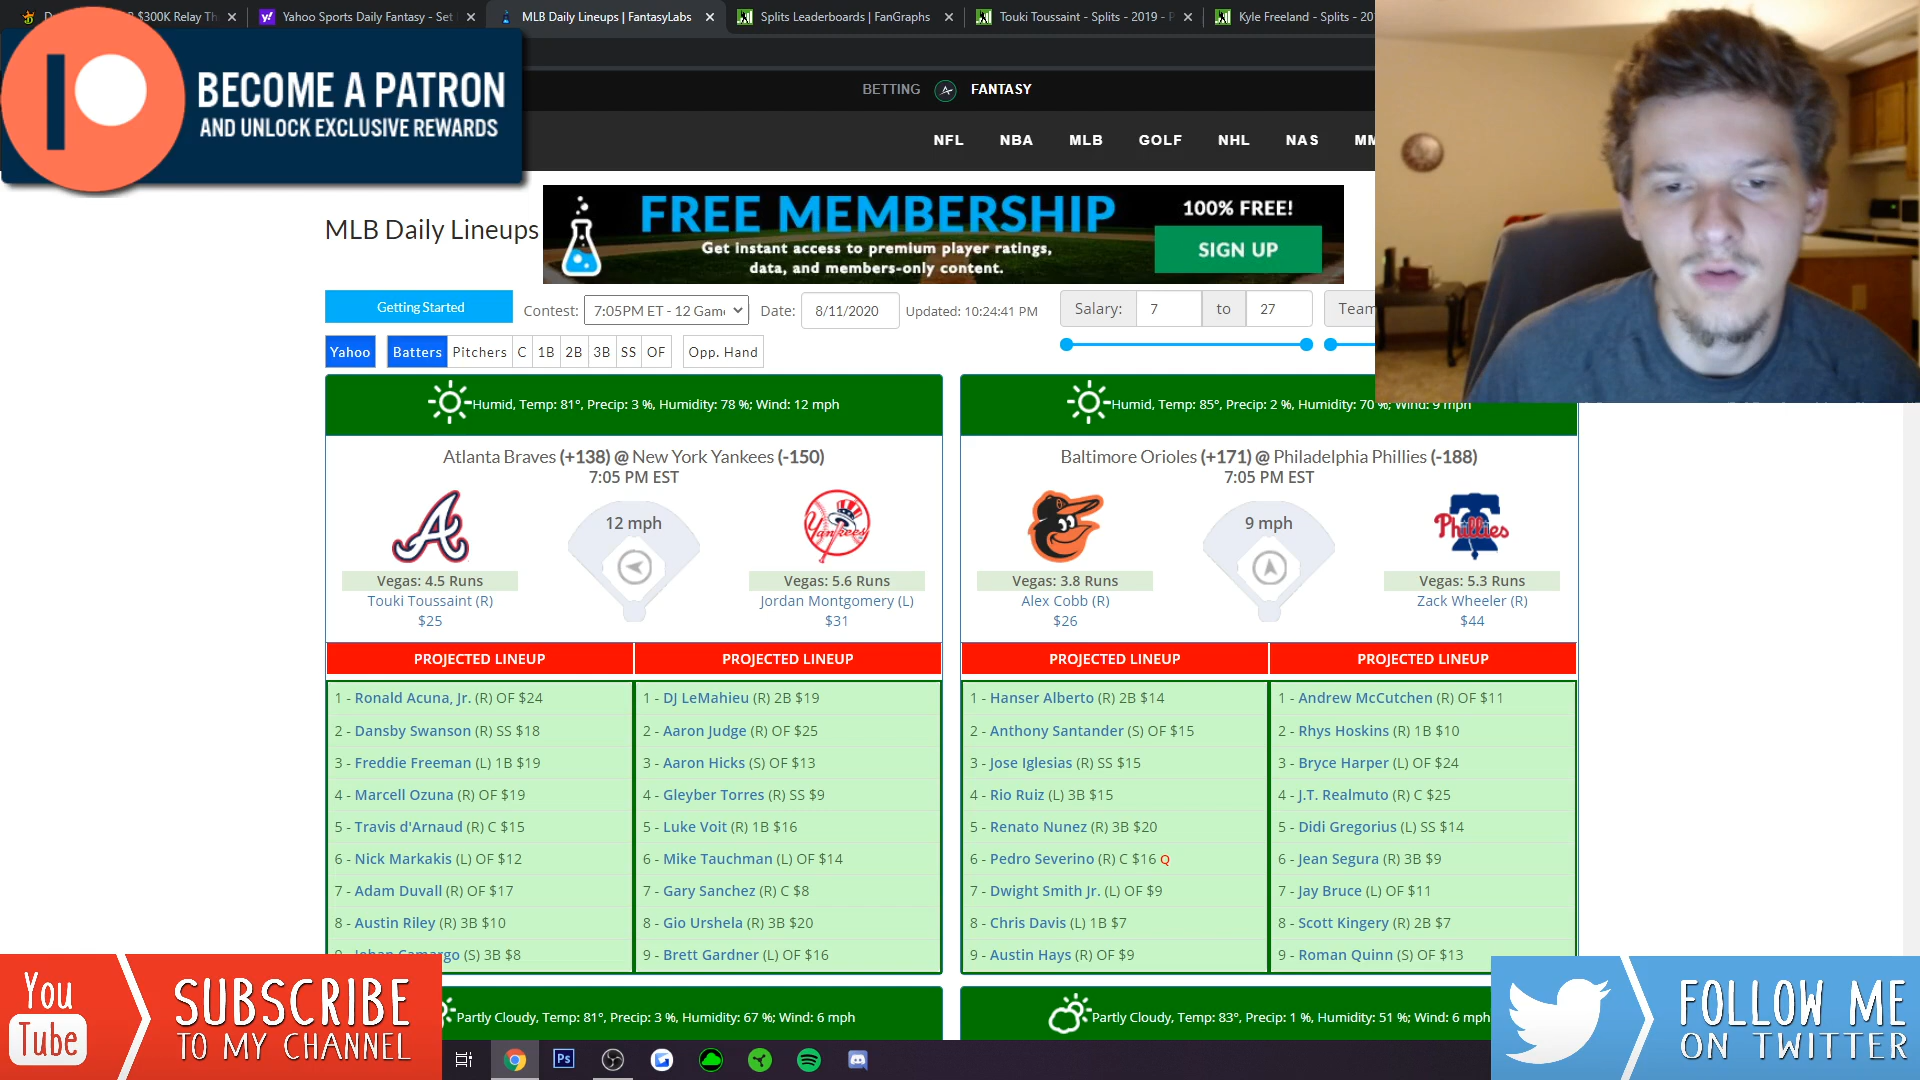 $300K Relay Th
Yahoo Sports Daily Fantasy - Set
MLB Daily Lineups | FantasyLabs
Splits Leaderboards | FanGraphs
Touki Toussaint - Splits - 2019 - P
Kyle Freeland - Splits - 20
BECOME A PATRON
AND UNLOCK EXCLUSIVE REWARDS
BETTING FANTASY
NFL NBA MLB GOLF NHL NAS MM
MLB Daily Lineups
FREE MEMBERSHIP
Get instant access to premium player ratings,
data, and members-only content.
100% FREE!
SIGN UP
Getting Started
Contest: 7:05PM ET - 12 Game
Date: 8/11/2020
Updated: 10:24:41 PM
Salary: 7 to 27
Team
Yahoo Batters Pitchers C 1B 2B 3B SS OF Opp. Hand
Humid, Temp: 81°, Precip: 3 %, Humidity: 78 %; Wind: 12 mph
Atlanta Braves (+138) @ New York Yankees (-150)
7:05 PM EST
12 mph
Yankees
Vegas: 4.5 Runs
Touki Toussaint (R)
$25
Vegas: 5.6 Runs
Jordan Montgomery (L)
$31
PROJECTED LINEUP
1 - Ronald Acuna, Jr. (R) OF $24
2 - Dansby Swanson (R) SS $18
3 - Freddie Freeman (L) 1B $19
4 - Marcell Ozuna (R) OF $19
5 - Travis d'Arnaud (R) C $15
6 - Nick Markakis (L) OF $12
7 - Adam Duvall (R) OF $17
8 - Austin Riley (R) 3B $10
9 - Johan Camargo (S) 3B $8
PROJECTED LINEUP
1 - DJ LeMahieu (R) 2B $19
2 - Aaron Judge (R) OF $25
3 - Aaron Hicks (S) OF $13
4 - Gleyber Torres (R) SS $9
5 - Luke Voit (R) 1B $16
6 - Mike Tauchman (L) OF $14
7 - Gary Sanchez (R) C $8
8 - Gio Urshela (R) 3B $20
9 - Brett Gardner (L) OF $16
Humid, Temp: 85°, Precip: 2 %, Humidity: 70 %; Wind: 9 mph
Baltimore Orioles (+171) @ Philadelphia Phillies (-188)
7:05 PM EST
9 mph
Phillies
Vegas: 3.8 Runs
Alex Cobb (R)
$26
Vegas: 5.3 Runs
Zack Wheeler (R)
$44
PROJECTED LINEUP
1 - Hanser Alberto (R) 2B $14
2 - Anthony Santander (S) OF $15
3 - Jose Iglesias (R) SS $15
4 - Rio Ruiz (L) 3B $15
5 - Renato Nunez (R) 3B $20
6 - Pedro Severino (R) C $16 Q
7 - Dwight Smith Jr. (L) OF $9
8 - Chris Davis (L) 1B $7
9 - Austin Hays (R) OF $9
PROJECTED LINEUP
1 - Andrew McCutchen (R) OF $11
2 - Rhys Hoskins (R) 1B $10
3 - Bryce Harper (L) OF $24
4 - J.T. Realmuto (R) C $25
5 - Didi Gregorius (L) SS $14
6 - Jean Segura (R) 3B $9
7 - Jay Bruce (L) OF $11
8 - Scott Kingery (R) 2B $7
9 - Roman Quinn (S) OF $13
Partly Cloudy, Temp: 81°, Precip: 3 %, Humidity: 67 %; Wind: 6 mph
Partly Cloudy, Temp: 83°, Precip: 1 %, Humidity: 51 %; Wind: 6 mph
You
Tube
SUBSCRIBE
TO MY CHANNEL
Ps
FOLLOW ME
ON TWITTER